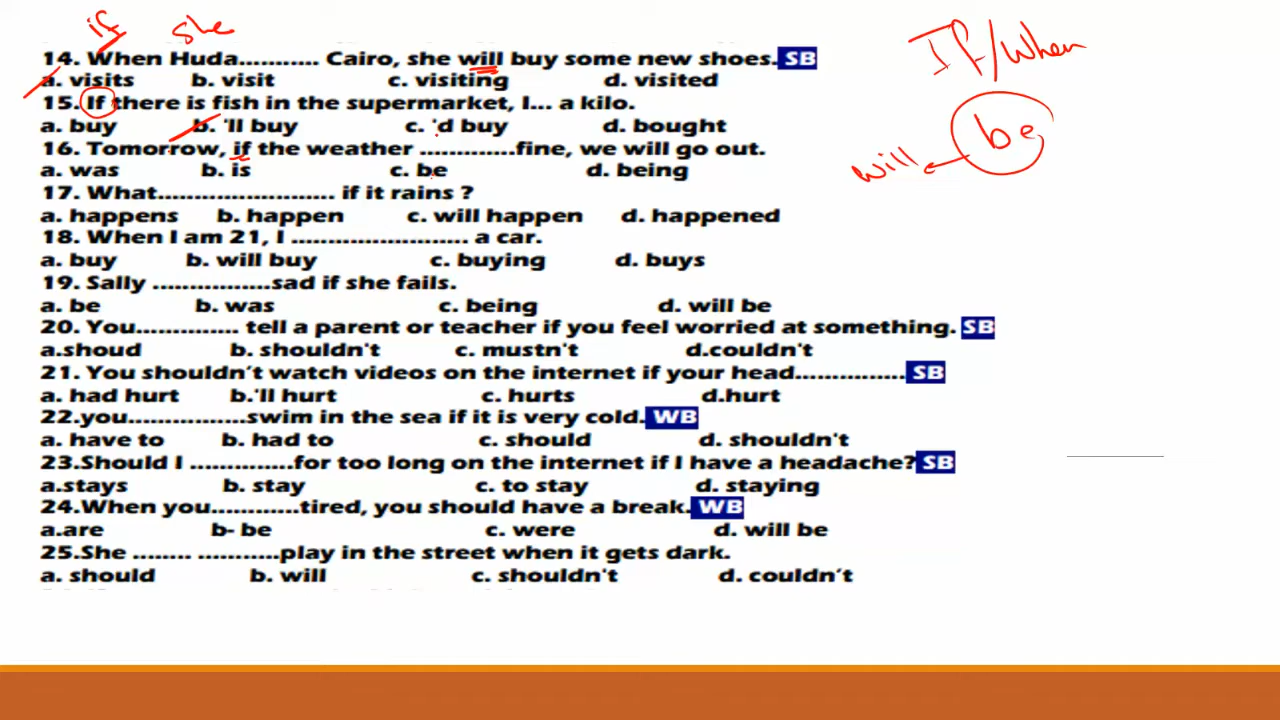 if she
If/When
14. When Huda........... Cairo, she will buy some new shoes. SB
a. visits b. visit c. visiting d. visited
be
15. If there is fish in the supermarket, I... a kilo.
a. buy b. 'll buy c. 'd buy d. bought
16. Tomorrow, if the weather .............fine, we will go out.
will
a. was b. is c. be d. being
17. What........................ if it rains ?
a. happens b. happen c. will happen d. happened
18. When I am 21, I ........................ a car.
a. buy b. will buy c. buying d. buys
19. Sally ................sad if she fails.
a. be b. was c. being d. will be
20. You.............. tell a parent or teacher if you feel worried at something. SB
a.shoud b. shouldn't c. mustn't d.couldn't
21. You shouldn't watch videos on the internet if your head............... SB
a. had hurt b.'ll hurt c. hurts d.hurt
22.you................swim in the sea if it is very cold. WB
a. have to b. had to c. should d. shouldn't
23.Should I ..............for too long on the internet if I have a headache? SB
a.stays b. stay c. to stay d. staying
24.When you............tired, you should have a break. WB
a.are b- be c. were d. will be
25.She ........ ...........play in the street when it gets dark.
a. should b. will c. shouldn't d. couldn't